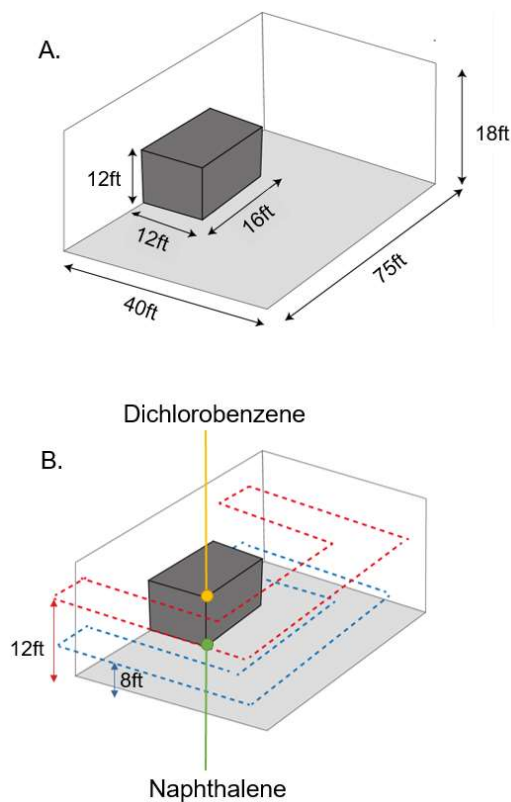 A.
18ft
12ft
12ft
16ft
40ft
75ft
Dichlorobenzene
B.
12ft
8ft
Naphthalene